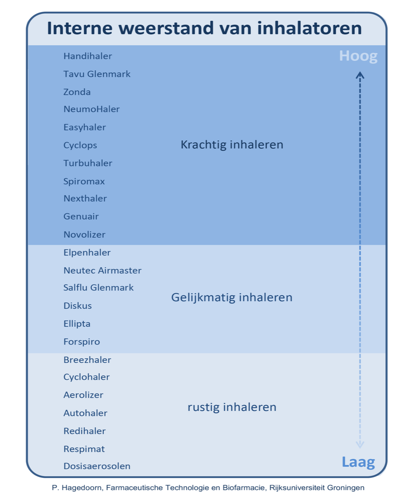 Interne weerstand van inhalatoren
Hoog
Handihaler
Tavu Glenmark
Zonda
NeumoHaler
Easyhaler
Cyclops
Krachtig inhaleren
Turbuhaler
Spiromax
Nexthaler
Genuair
Novolizer
Elpenhaler
Neutec Airmaster
Salflu Glenmark
Gelijkmatig inhaleren
Diskus
Ellipta
Forspiro
Breezhaler
Cyclohaler
Aerolizer
rustig inhaleren
Autohaler
Redihaler
Respimat
Laag
Dosisaerosolen
P. Hagedoorn, Farmaceutische Technologie en Biofarmacie, Rijksuniversiteit Groningen